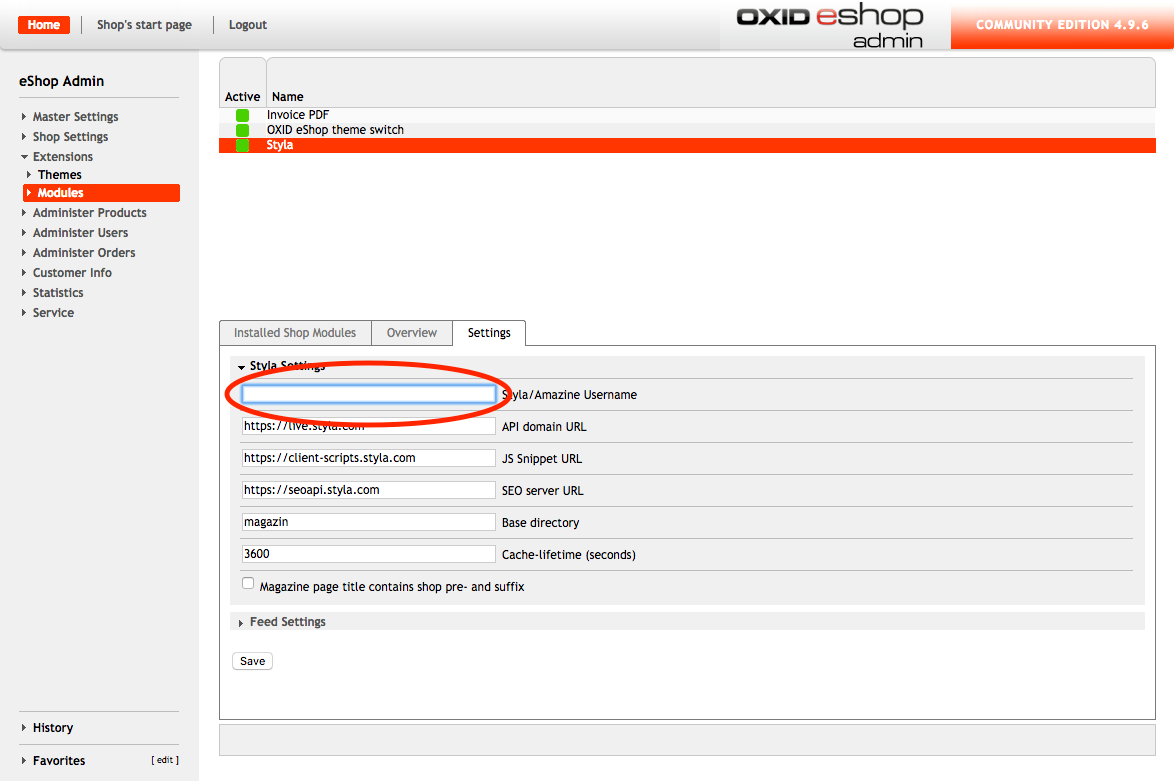 Home
Shop's start page
Logout
OXID eshop
admin
COMMUNITY EDITION 4.9.6
eShop Admin
Master Settings
Shop Settings
Extensions
Themes
Modules
Administer Products
Administer Users
Administer Orders
Customer Info
Statistics
Service
History
Favorites
[ edit ]
Active Name
Invoice PDF
OXID eShop theme switch
Styla
Installed Shop Modules
Overview
Settings
Styla Settings
Styla/Amazine Username
https://live.styla.com API domain URL
https://client-scripts.styla.com JS Snippet URL
https://seoapi.styla.com SEO server URL
magazin Base directory
3600 Cache-lifetime (seconds)
Magazine page title contains shop pre- and suffix
Feed Settings
Save